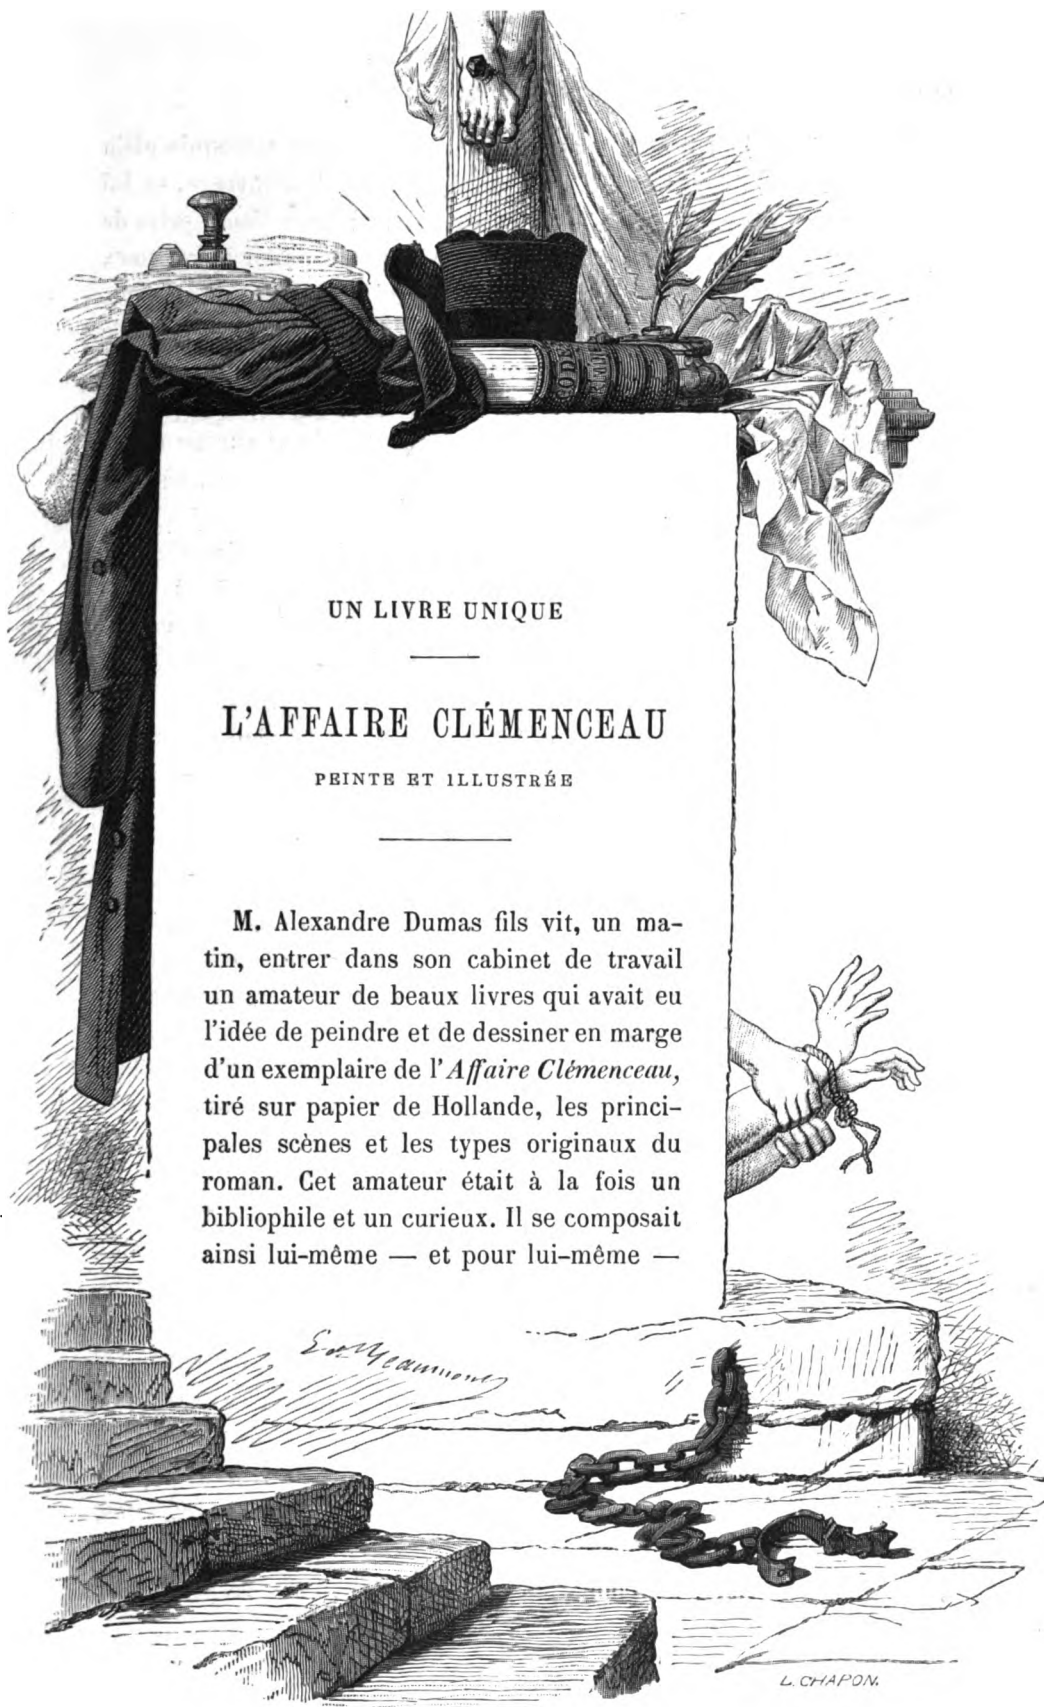 CODE
UN LIVRE UNIQUE
L'AFFAIRE CLÉMENCEAU
PEINTE ET ILLUSTRÉE
M. Alexandre Dumas fils vit, un ma-
tin, entrer dans son cabinet de travail
un amateur de beaux livres qui avait eu
l'idée de peindre et de dessiner en marge
d'un exemplaire de l'Affaire Clémenceau,
tiré sur papier de Hollande, les princi-
pales scènes et les types originaux du
roman. Cet amateur était à la fois un
bibliophile et un curieux. Il se composait
ainsi lui-même — et pour lui-même —
L. CHAPON.